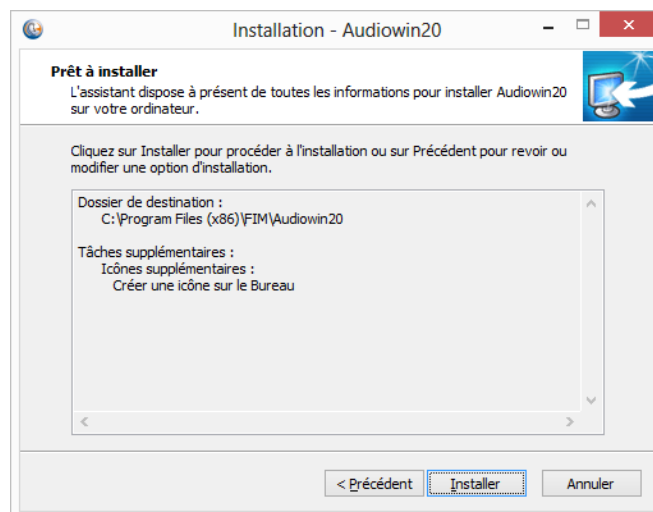 Installation - Audiowin20
Prêt à installer
L'assistant dispose à présent de toutes les informations pour installer Audiowin20
sur votre ordinateur.
Cliquez sur Installer pour procéder à l'installation ou sur Précédent pour revoir ou
modifier une option d'installation.
Dossier de destination :
C:\Program Files (x86)\FIM\Audiowin20
Tâches supplémentaires :
Icônes supplémentaires :
Créer une icône sur le Bureau
< Précédent Installer Annuler